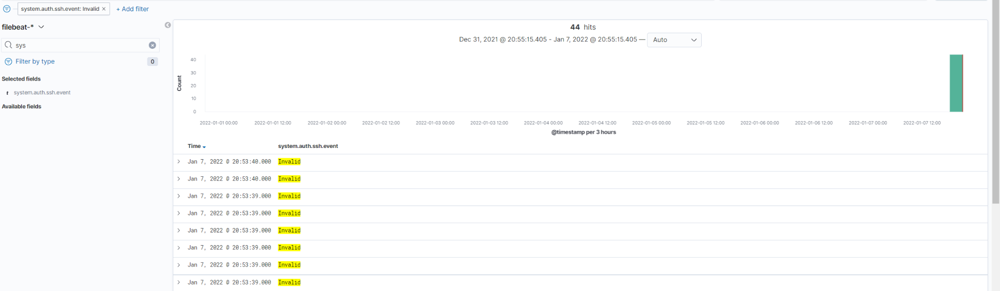 system.auth.ssh.event: Invalid ×
+ Add filter
filebeat-*
sys
Filter by type 0
Selected fields
t system.auth.ssh.event
Available fields
44 hits
Dec 31, 2021 @ 20:55:15.405 - Jan 7, 2022 @ 20:55:15.405 — Auto
Count
40
30
20
10
0
2022-01-01 00:00 2022-01-01 12:00 2022-01-02 00:00 2022-01-02 12:00 2022-01-03 00:00 2022-01-03 12:00 2022-01-04 00:00 2022-01-04 12:00 2022-01-05 00:00 2022-01-05 12:00 2022-01-06 00:00 2022-01-06 12:00 2022-01-07 00:00 2022-01-07 12:00
@timestamp per 3 hours
Time system.auth.ssh.event
Jan 7, 2022 @ 20:53:40.000 Invalid
Jan 7, 2022 @ 20:53:40.000 Invalid
Jan 7, 2022 @ 20:53:39.000 Invalid
Jan 7, 2022 @ 20:53:39.000 Invalid
Jan 7, 2022 @ 20:53:39.000 Invalid
Jan 7, 2022 @ 20:53:39.000 Invalid
Jan 7, 2022 @ 20:53:39.000 Invalid
Jan 7, 2022 @ 20:53:39.000 Invalid